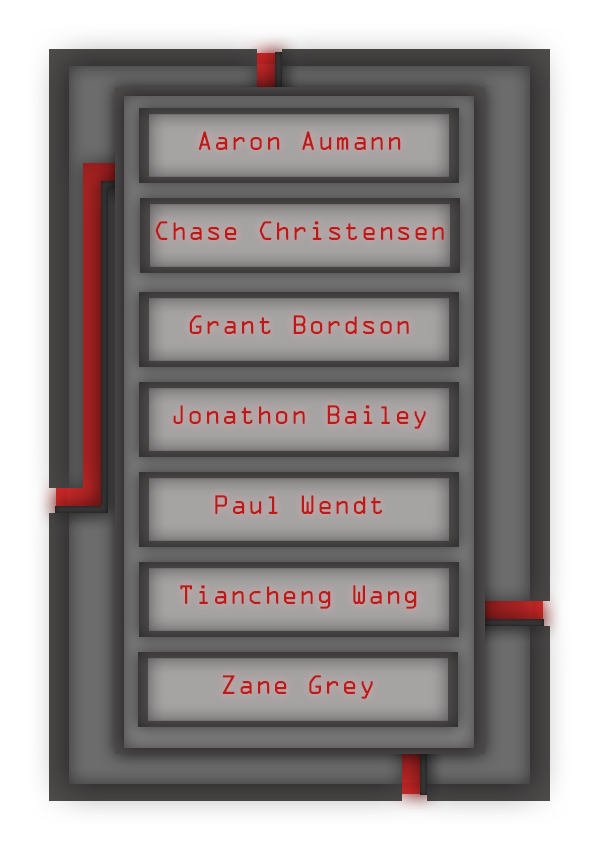 Aaron Aumann
Chase Christensen
Grant Bordson
Jonathon Bailey
Paul Wendt
Tiancheng Wang
Zane Grey